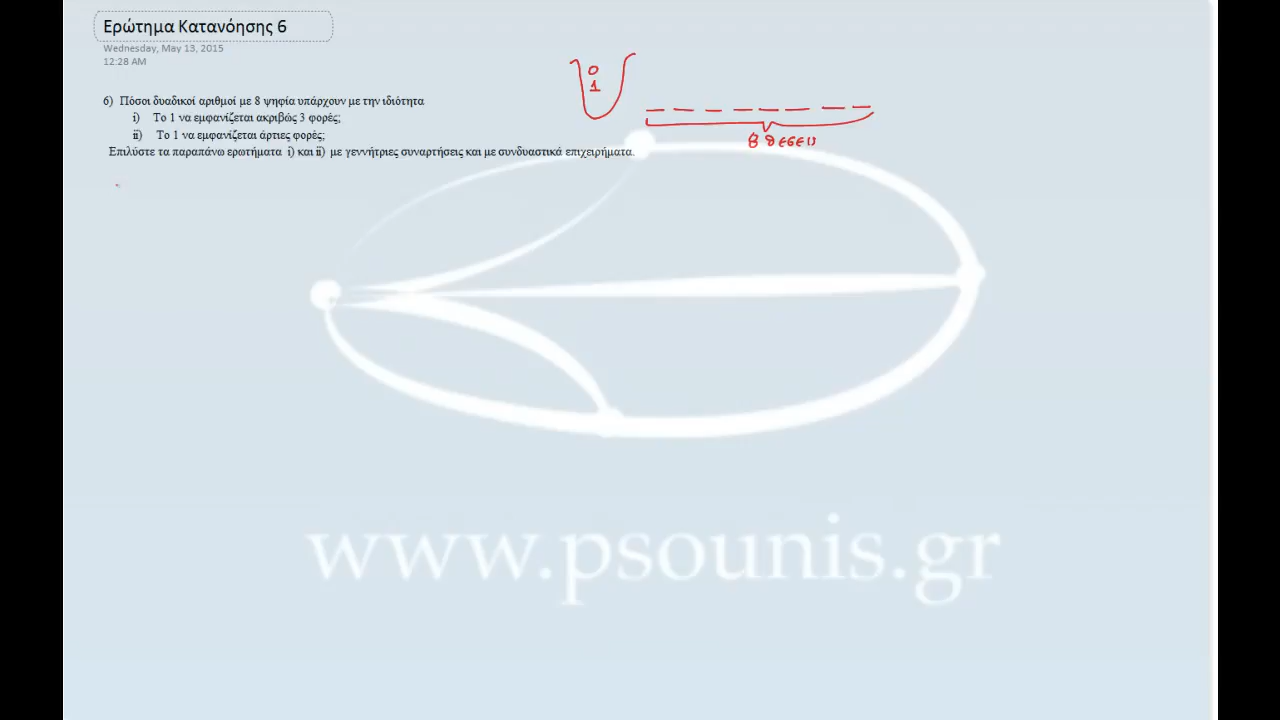 Ερώτημα Κατανόησης 6
Wednesday, May 13, 2015
12:28 AM
0
1
6) Πόσοι δυαδικοί αριθμοί με 8 ψηφία υπάρχουν με την ιδιότητα
i) Το 1 να εμφανίζεται ακριβώς 3 φορές;
ii) Το 1 να εμφανίζεται άρτιες φορές;
8 θέσεις
Επιλύστε τα παραπάνω ερωτήματα i) και ii) με γεννήτριες συναρτήσεις και με συνδυαστικά επιχειρήματα.
www.psounis.gr